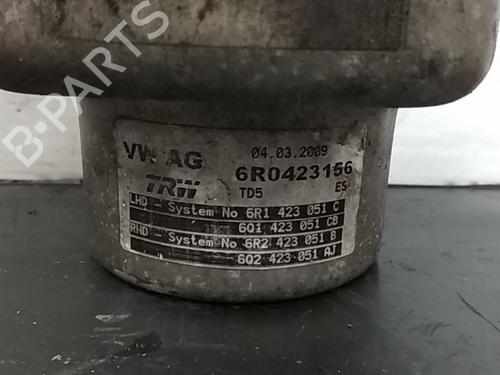 B-PARTS
VW AG 04.03.2009
6R0423156
TRW TD5 ES
LHD - System No 6R1 423 051 C
6Q1 423 051 CB
RHD - System No 6R2 423 051 B
6Q2 423 051 AJ